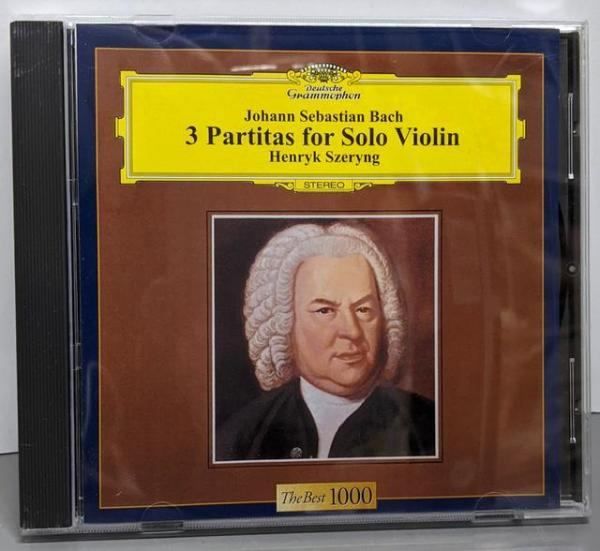 Deutsche
Grammophon
Johann Sebastian Bach
3 Partitas for Solo Violin
Henryk Szeryng
STEREO
The Best 1000